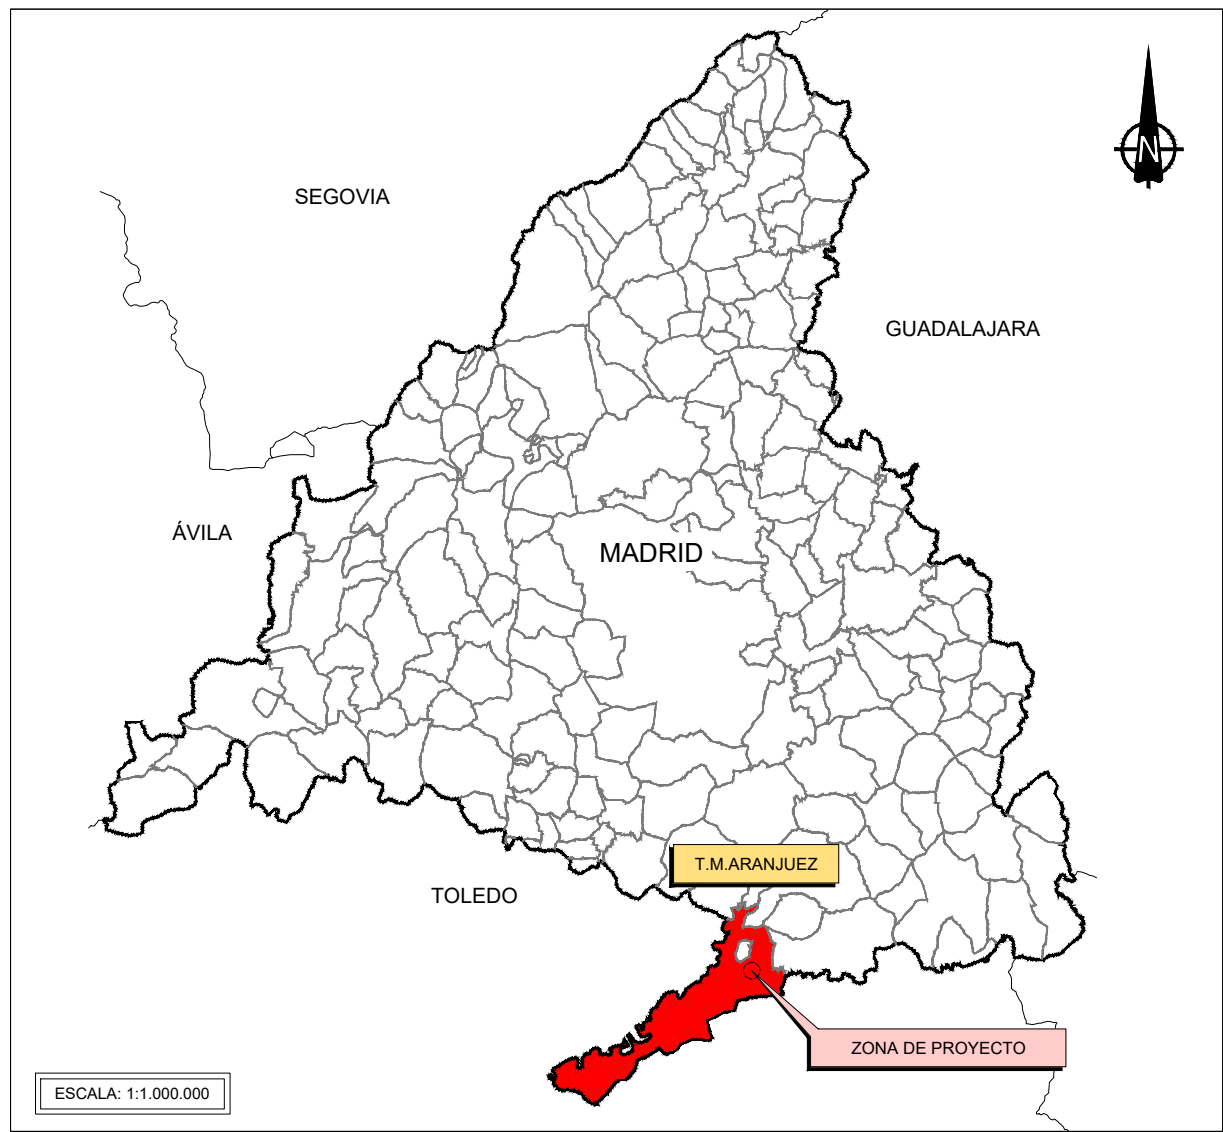 N
SEGOVIA
GUADALAJARA
ÁVILA
MADRID
T.M.ARANJUEZ
TOLEDO
ZONA DE PROYECTO
ESCALA: 1:1.000.000